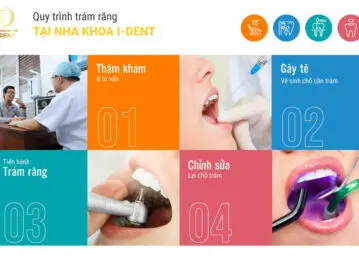 Quy trình trám răng
TẠI NHA KHOA I-DENT
Thăm khám
& tư vấn
01
Gây tê
Vệ sinh chỗ cần trám
02
Tiến hành
Trám răng
03
Chỉnh sửa
Lại chỗ trám
04